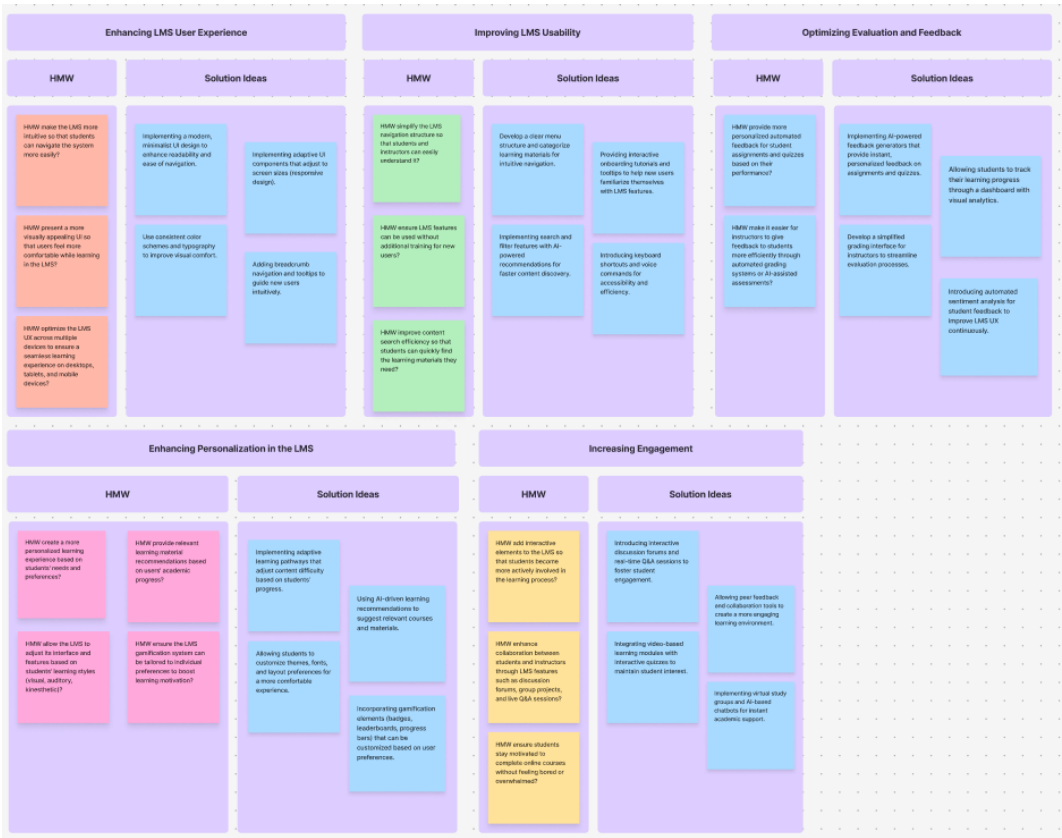 Enhancing LMS User Experience
HMW
Solution Ideas
HMW make the LMS more
intuitive so that students
can navigate the system
more easily?
HMW present a more
visually appealing UI so
that users feel more
comfortable while learning
in the LMS?
HMW optimize the LMS
UX across multiple
devices to ensure a
seamless learning
experience on desktops,
tablets, and mobile
devices?
Implementing a modern,
minimalist UI design to
enhance readability and
ease of navigation.
Implementing adaptive UI
components that adjust to
screen sizes (responsive
design).
Use consistent color
schemes and typography
to improve visual comfort.
Adding breadcrumb
navigation and tooltips to
guide new users
intuitively.
Improving LMS Usability
HMW
Solution Ideas
HMW simplify the LMS
navigation structure so
that students and
instructors can easily
understand it?
HMW ensure LMS features
can be used without
additional training for new
users?
HMW improve content
search efficiency so that
students can quickly find
the learning materials they
need?
Develop a clear menu
structure and categorize
learning materials for
intuitive navigation.
Providing interactive
onboarding tutorials and
tooltips to help new users
familiarize themselves
with LMS features.
Implementing search and
filter features with AI-
powered
recommendations for
faster content discovery.
Introducing keyboard
shortcuts and voice
commands for
accessibility and
efficiency.
Optimizing Evaluation and Feedback
HMW
Solution Ideas
HMW provide more
personalized automated
feedback for student
assignments and quizzes
based on their
performance?
HMW make it easier for
instructors to give
feedback to students
more efficiently through
automated grading
systems or AI-assisted
assessments?
Implementing AI-powered
feedback generators that
provide instant,
personalized feedback on
assignments and quizzes.
Allowing students to track
their learning progress
through a dashboard with
visual analytics.
Develop a simplified
grading interface for
instructors to streamline
evaluation processes.
Introducing automated
sentiment analysis for
student feedback to
improve LMS UX
continuously.
Enhancing Personalization in the LMS
HMW
Solution Ideas
HMW create a more
personalized learning
experience based on
students' needs and
preferences?
HMW provide relevant
learning material
recommendations based
on users' academic
progress?
HMW allow the LMS to
adjust its interface and
features based on
students' learning styles
(visual, auditory,
kinesthetic)?
HMW ensure the LMS
gamification system can
be tailored to individual
preferences to boost
learning motivation?
Implementing adaptive
learning pathways that
adjust content difficulty
based on students'
progress.
Using AI-driven learning
recommendations to
suggest relevant courses
and materials.
Allowing students to
customize themes, fonts,
and layout preferences for
a more comfortable
experience.
Incorporating gamification
elements (badges,
leaderboards, progress
bars) that can be
customized based on user
preferences.
Increasing Engagement
HMW
Solution Ideas
HMW add interactive
elements to the LMS so
that students become
more actively involved in
the learning process?
HMW enhance
collaboration between
students and instructors
through LMS features
such as discussion
forums, group projects,
and live Q&A sessions?
HMW ensure students
stay motivated to
complete online courses
without feeling bored or
overwhelmed?
Introducing interactive
discussion forums and
real-time Q&A sessions to
foster student
engagement.
Allowing peer feedback
and collaboration tools to
create a more engaging
learning environment.
Integrating video-based
learning modules with
interactive quizzes to
maintain student interest.
Implementing virtual study
groups and AI-based
chatbots for instant
academic support.